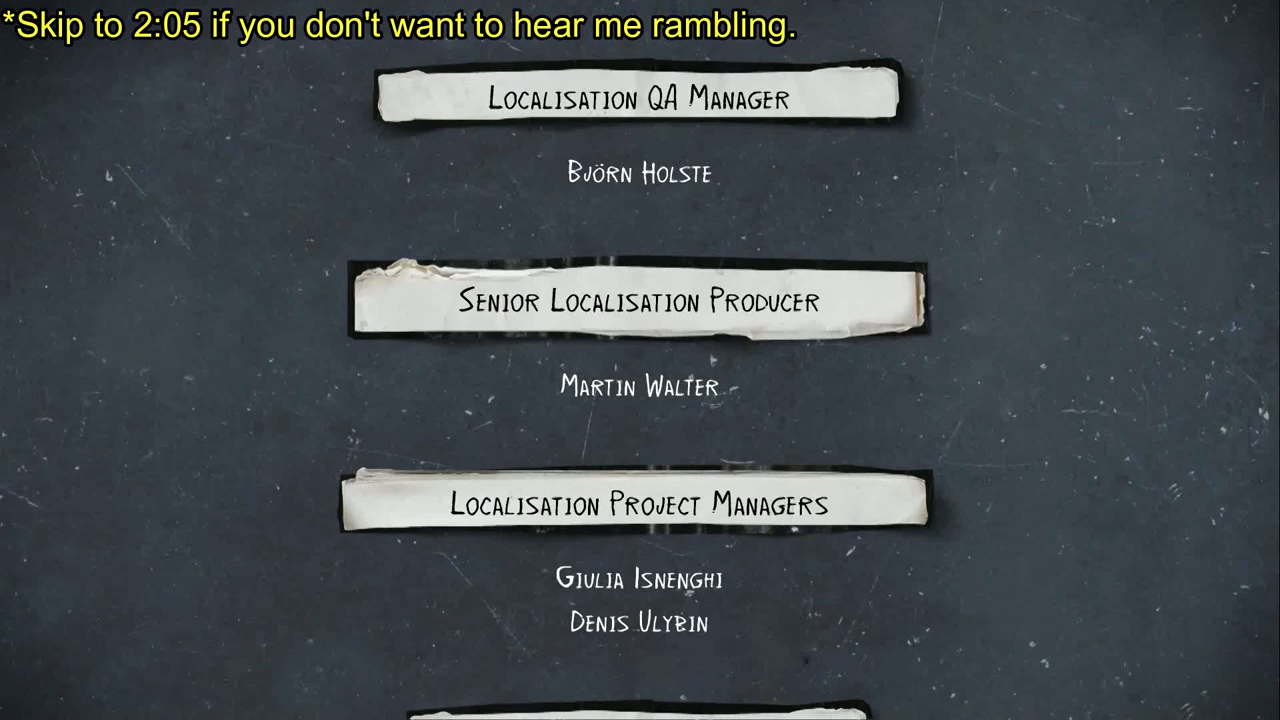 *Skip to 2:05 if you don't want to hear me rambling.
Localisation QA Manager
Björn Holste
Senior Localisation Producer
Martin Walter
Localisation Project Managers
Giulia Isnenghi
Denis Ulybin